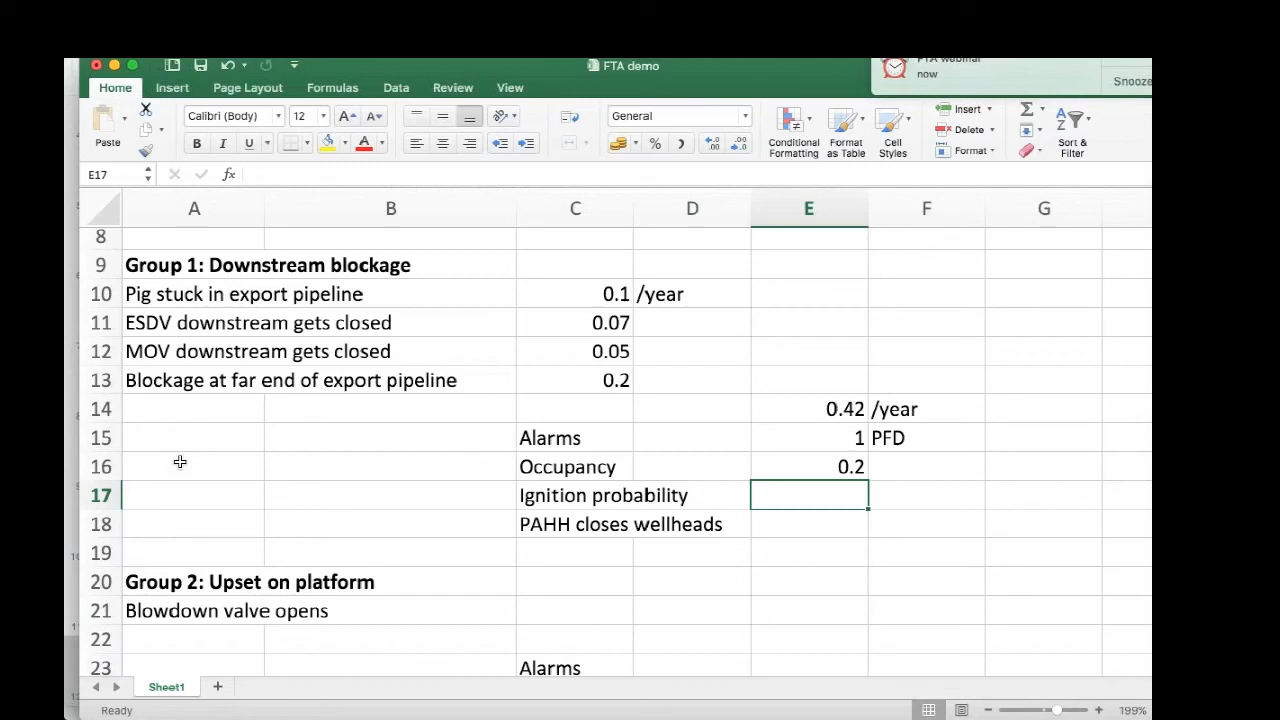 FTA demo
FTA webinar
now
Snooze
Home Insert Page Layout Formulas Data Review View
Paste
Calibri (Body) 12
General
Conditional Formatting
Format as Table
Cell Styles
Insert
Delete
Format
Sort & Filter
E17 fx
A B C D E F G
8
9 Group 1: Downstream blockage
10 Pig stuck in export pipeline 0.1 /year
11 ESDV downstream gets closed 0.07
12 MOV downstream gets closed 0.05
13 Blockage at far end of export pipeline 0.2
14 0.42 /year
15 Alarms 1 PFD
16 Occupancy 0.2
17 Ignition probability
18 PAHH closes wellheads
19
20 Group 2: Upset on platform
21 Blowdown valve opens
22
23 Alarms
Sheet1
Ready 199%